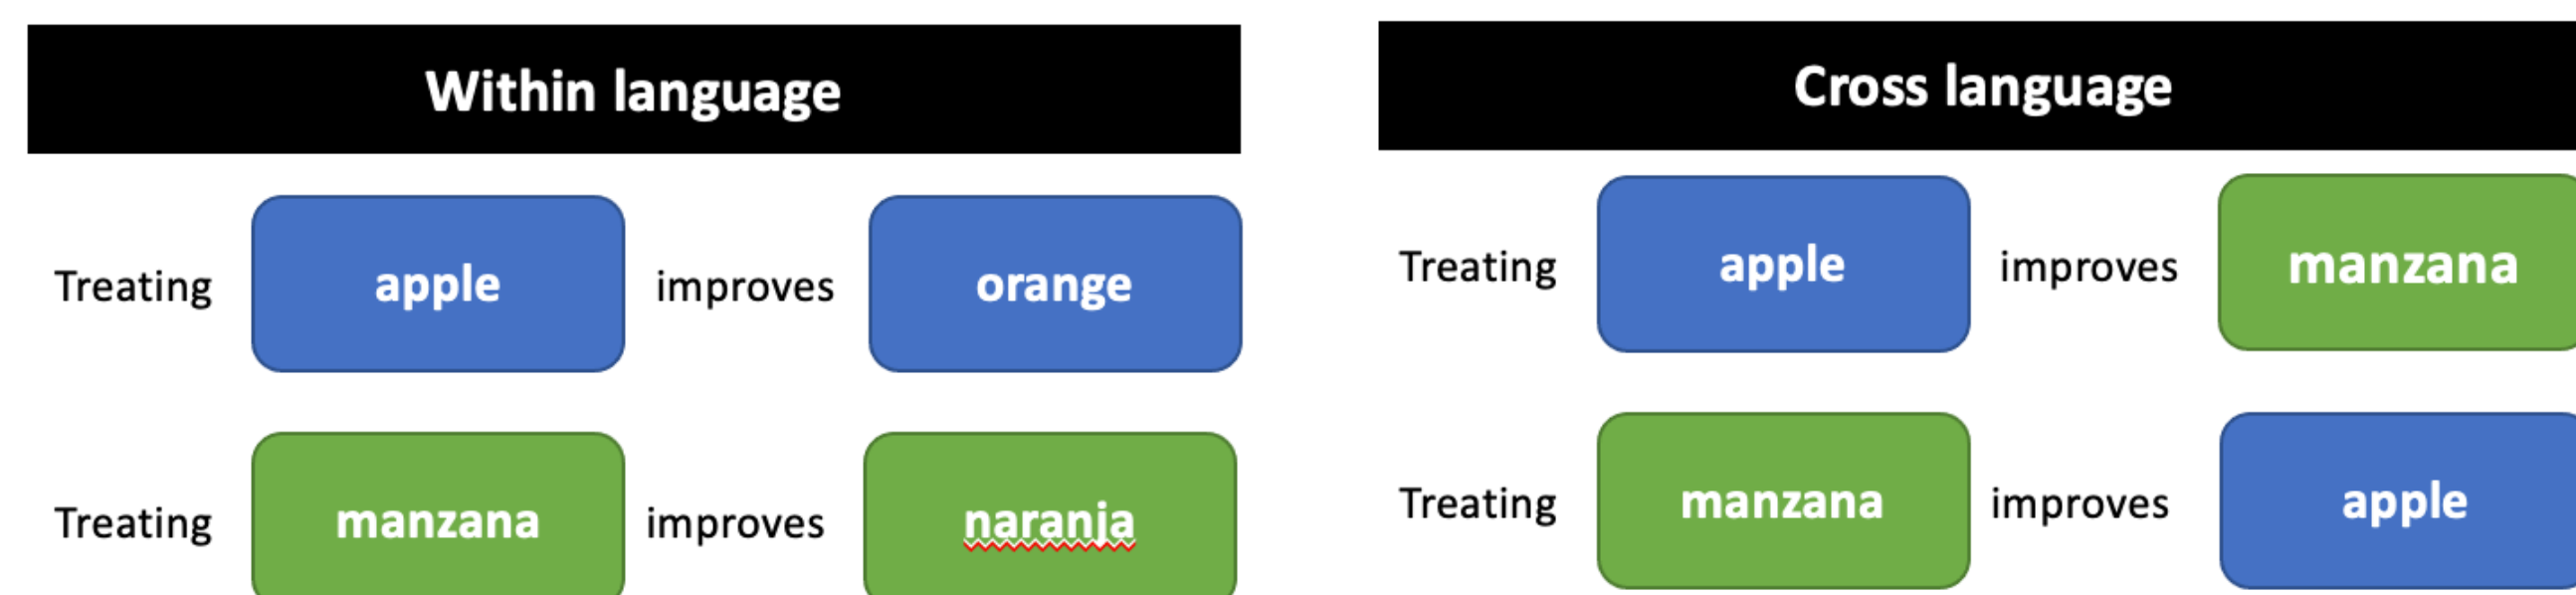 Within language
Treating apple improves orange
Treating manzana improves naranja
Cross language
Treating apple improves manzana
Treating manzana improves apple